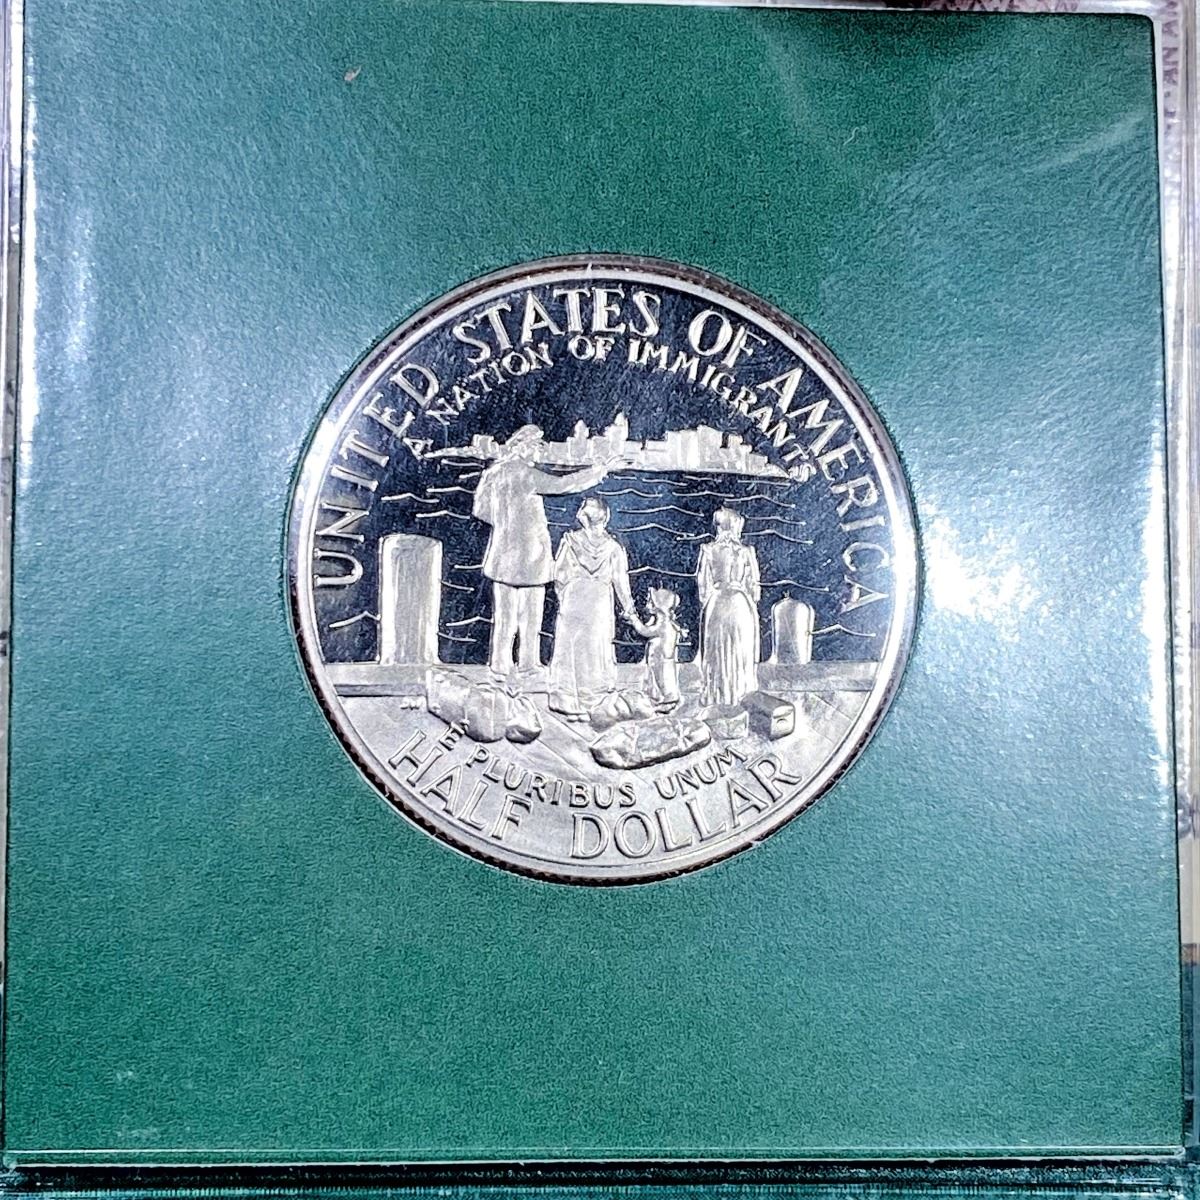 UNITED STATES OF AMERICA
A NATION OF IMMIGRANTS
E PLURIBUS UNUM
HALF DOLLAR